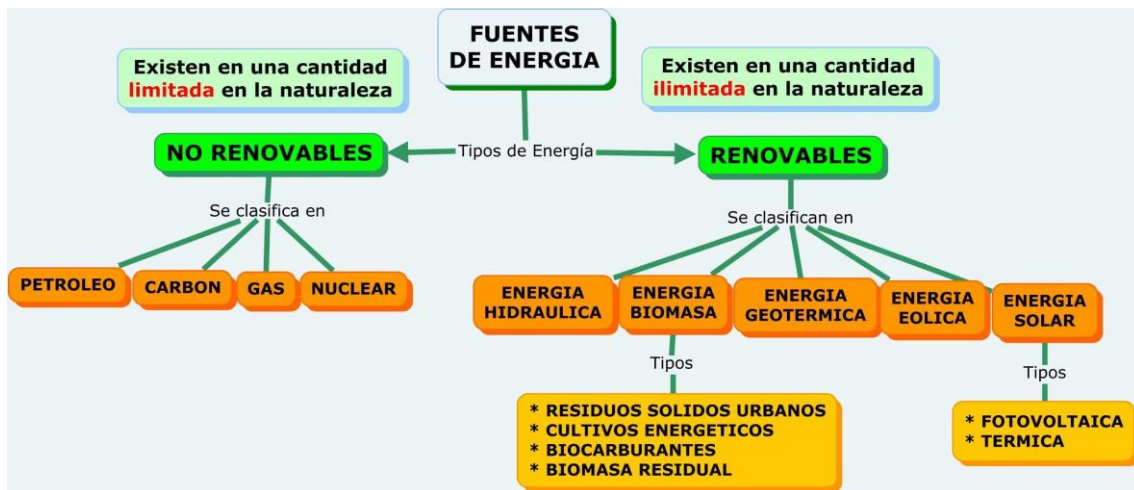 FUENTES
DE ENERGIA
Existen en una cantidad
limitada en la naturaleza
Existen en una cantidad
ilimitada en la naturaleza
Tipos de Energía
NO RENOVABLES
RENOVABLES
Se clasifica en
Se clasifican en
PETROLEO
CARBON
GAS
NUCLEAR
ENERGIA
HIDRAULICA
ENERGIA
BIOMASA
ENERGIA
GEOTERMICA
ENERGIA
EOLICA
ENERGIA
SOLAR
Tipos
Tipos
* RESIDUOS SOLIDOS URBANOS
* CULTIVOS ENERGETICOS
* BIOCARBURANTES
* BIOMASA RESIDUAL
* FOTOVOLTAICA
* TERMICA